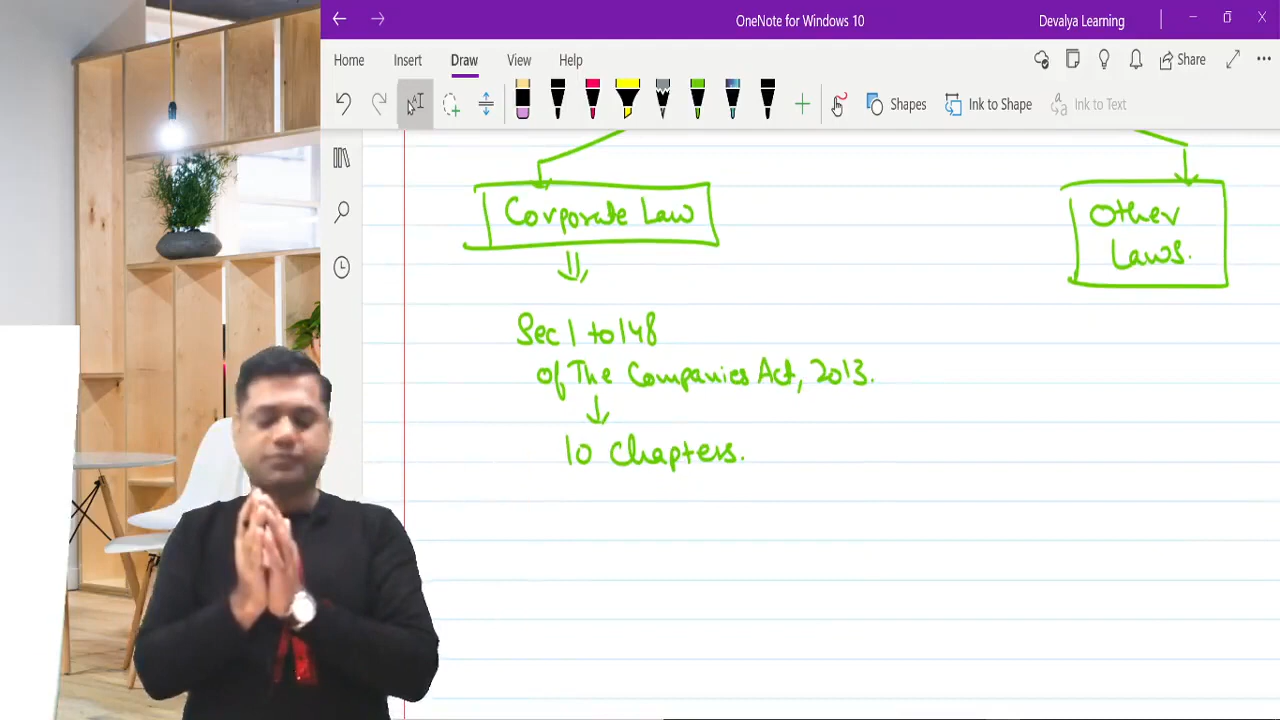 OneNote for Windows 10
Devalya Learning
Home Insert Draw View Help
Share
Shapes
Ink to Shape
Ink to Text
Corporate Law
Other
Laws.
Sec 1 to 148
of The Companies Act, 2013.
10 Chapters.